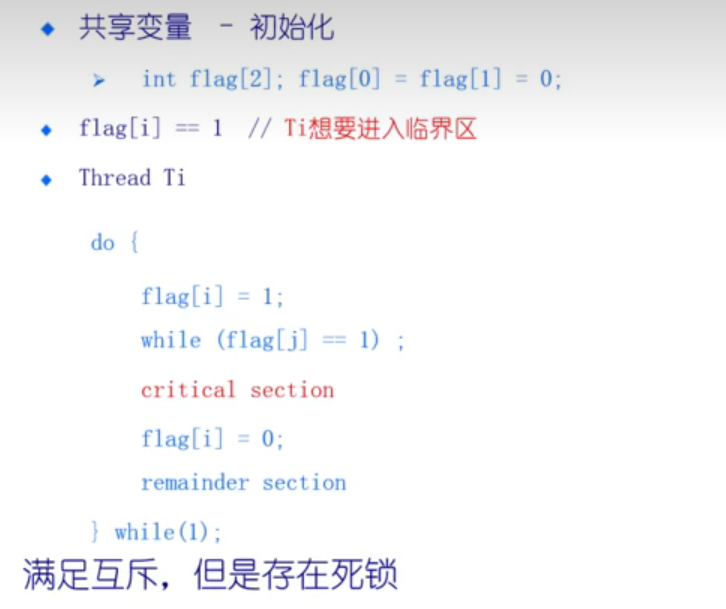 共享变量 - 初始化
int flag[2]; flag[0] = flag[1] = 0;
flag[i] == 1 // Ti想要进入临界区
Thread Ti
do {
flag[i] = 1;
while (flag[j] == 1) ;
critical section
flag[i] = 0;
remainder section
} while(1);
满足互斥，但是存在死锁